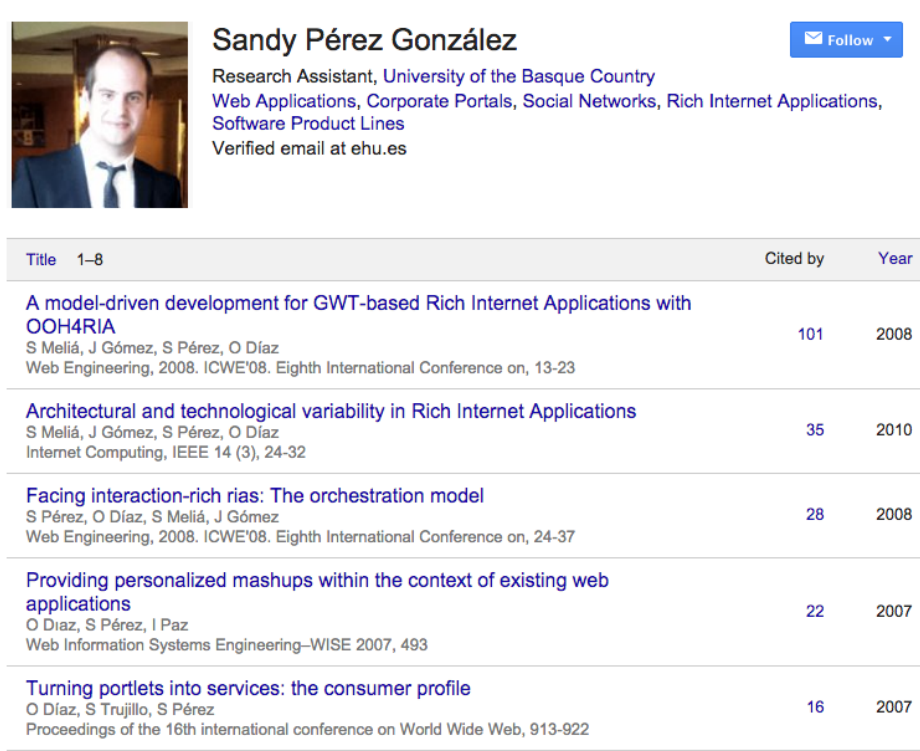 Sandy Pérez González
Follow
Research Assistant, University of the Basque Country
Web Applications, Corporate Portals, Social Networks, Rich Internet Applications,
Software Product Lines
Verified email at ehu.es
Title 1–8 Cited by Year
A model-driven development for GWT-based Rich Internet Applications with
OOH4RIA
S Meliá, J Gómez, S Pérez, O Díaz
Web Engineering, 2008. ICWE'08. Eighth International Conference on, 13-23
101 2008
Architectural and technological variability in Rich Internet Applications
S Meliá, J Gómez, S Pérez, O Díaz
Internet Computing, IEEE 14 (3), 24-32
35 2010
Facing interaction-rich rias: The orchestration model
S Pérez, O Díaz, S Meliá, J Gómez
Web Engineering, 2008. ICWE'08. Eighth International Conference on, 24-37
28 2008
Providing personalized mashups within the context of existing web
applications
O Dıaz, S Pérez, I Paz
Web Information Systems Engineering–WISE 2007, 493
22 2007
Turning portlets into services: the consumer profile
O Díaz, S Trujillo, S Pérez
Proceedings of the 16th international conference on World Wide Web, 913-922
16 2007